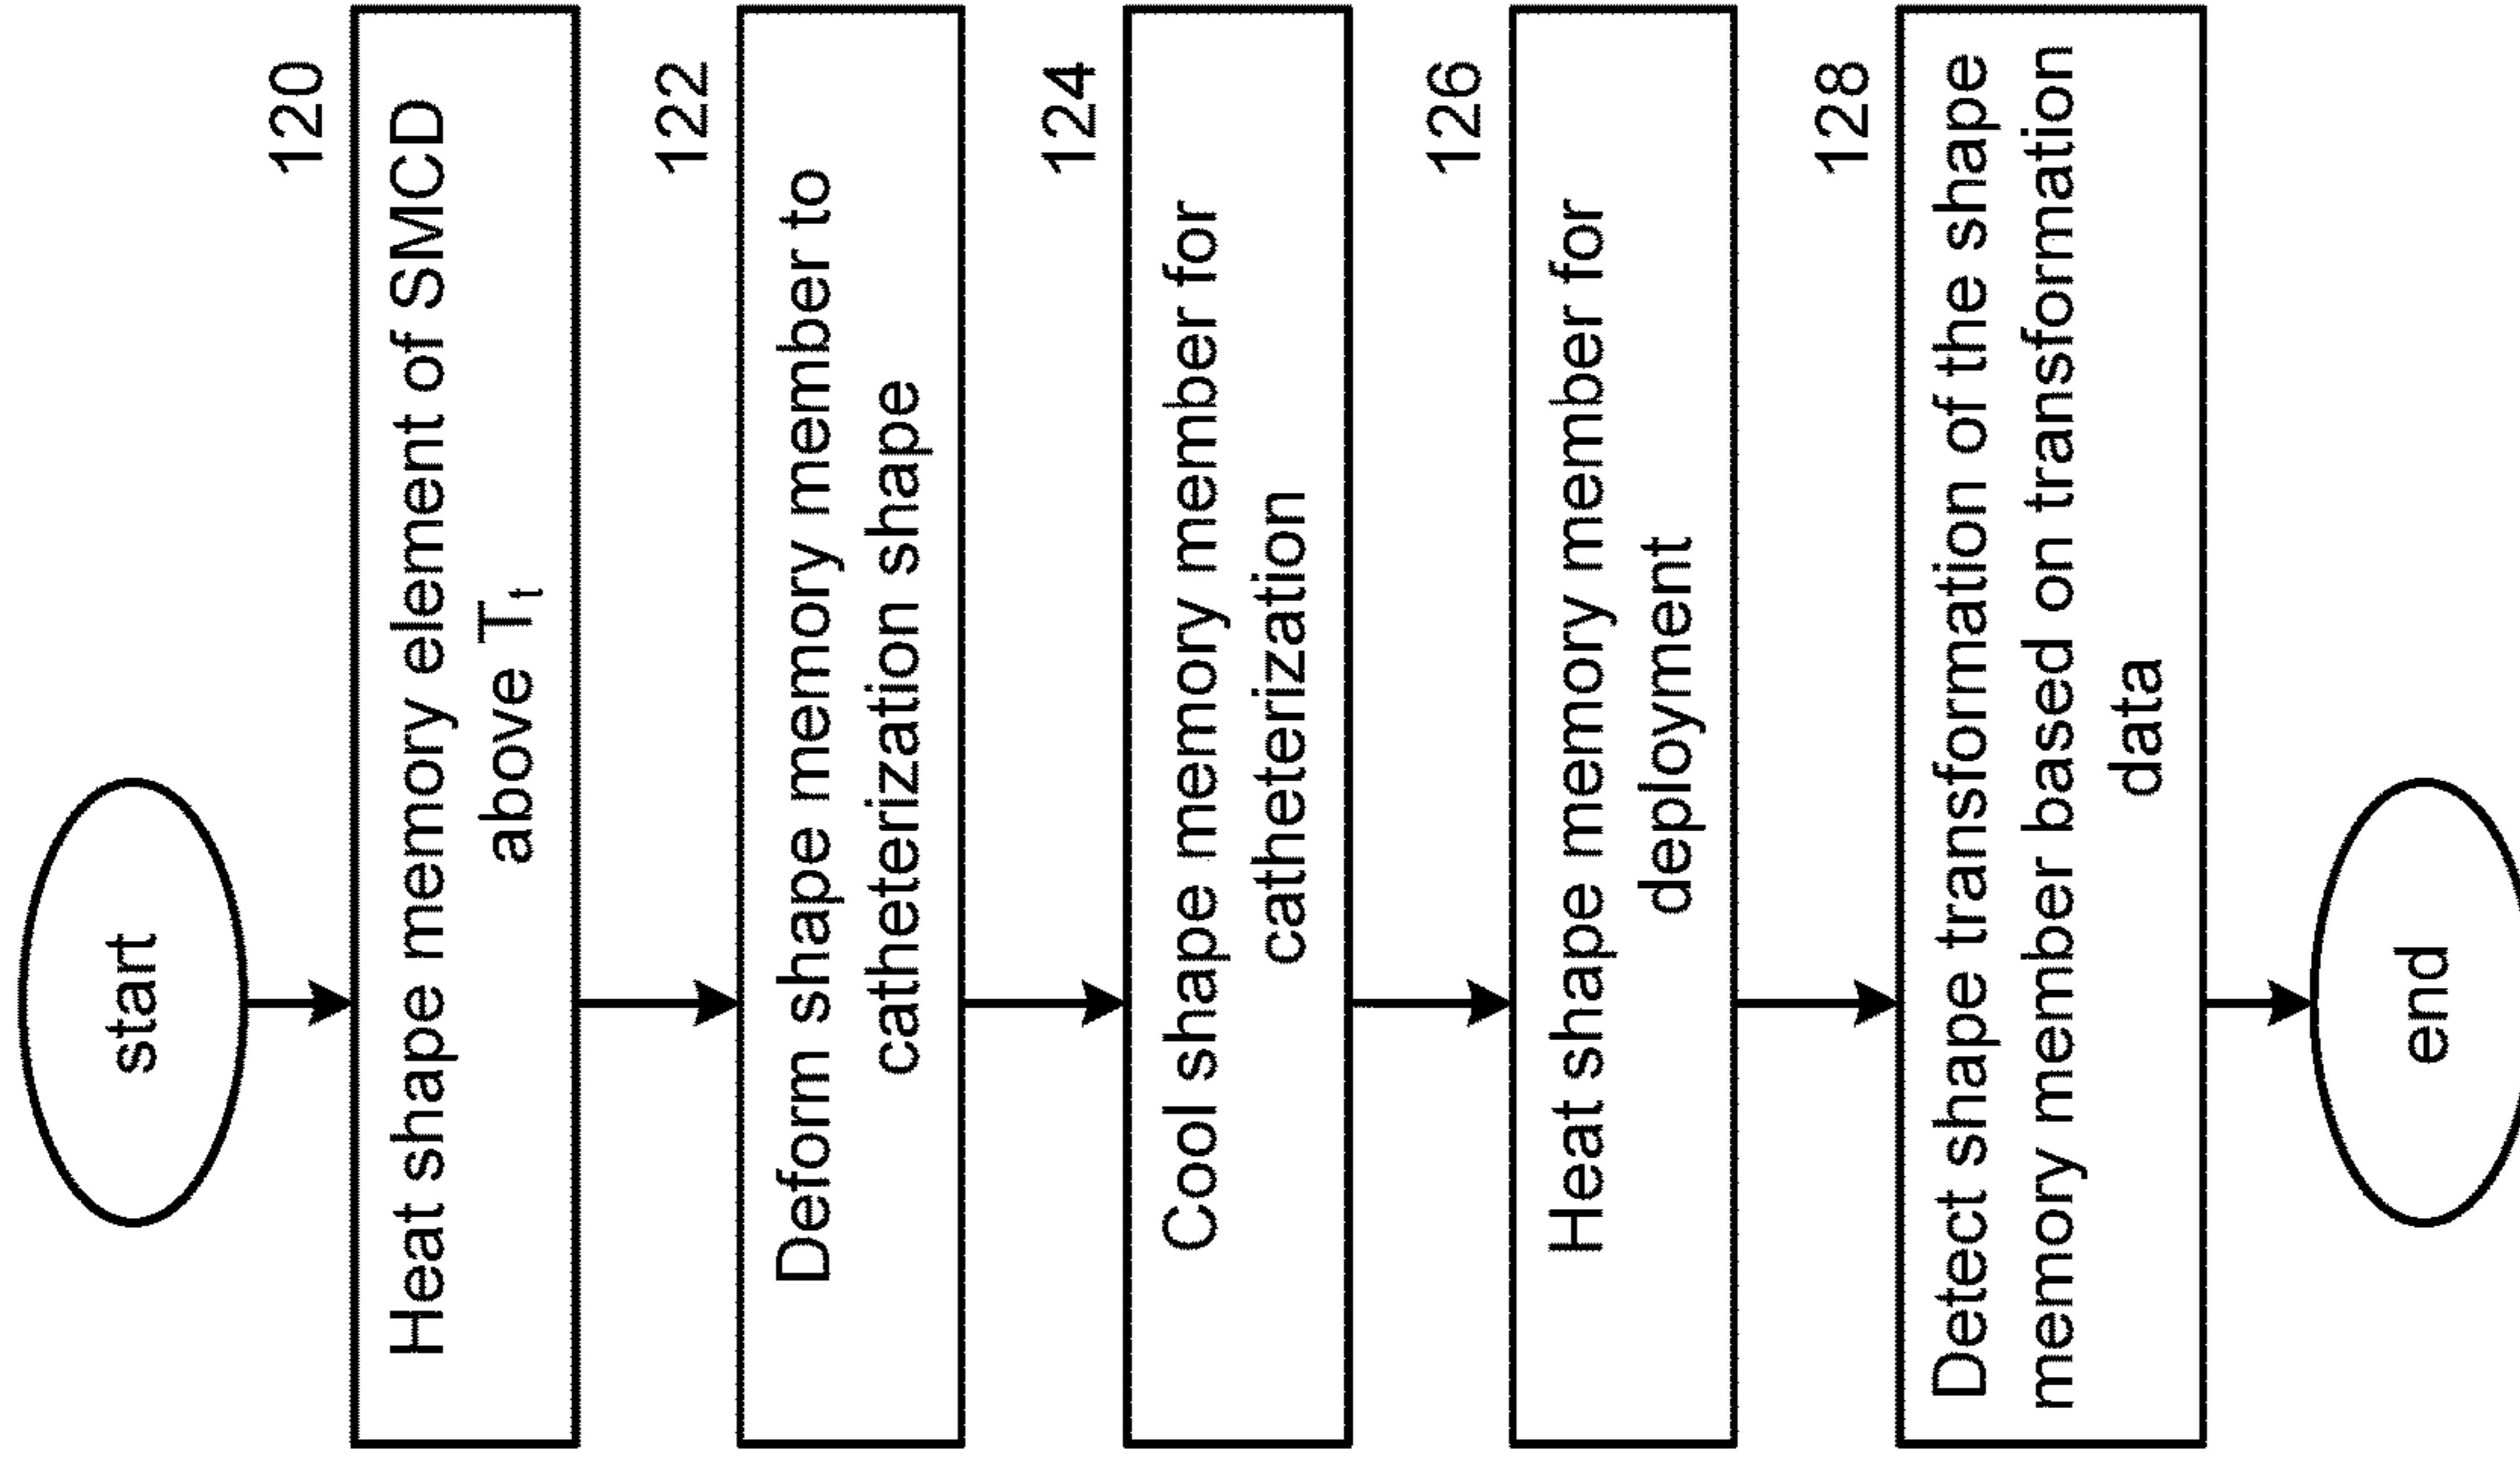 start
120
Heat shape memory element of SMCD
above Tₜ
122
Deform shape memory member to
catheterization shape
124
Cool shape memory member for
catheterization
126
Heat shape memory member for
deployment
128
Detect shape transformation of the shape
memory member based on transformation
data
end